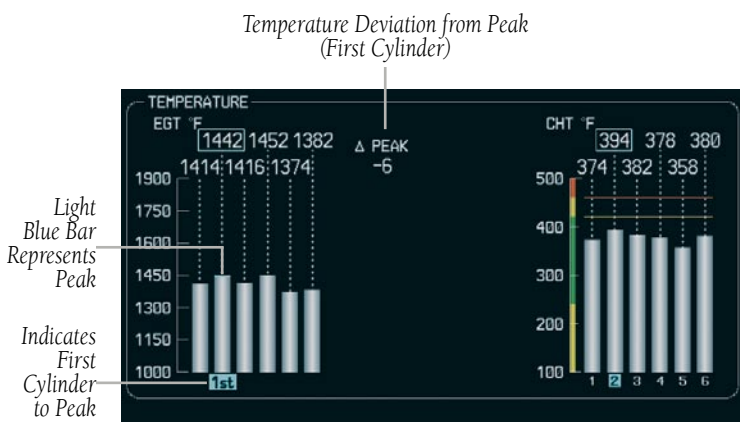 Temperature Deviation from Peak
(First Cylinder)
TEMPERATURE
EGT °F
1442 1452 1382
1414 1416 1374
Δ PEAK
-6
1900
1750
1600
1450
1300
1150
1000
1st
CHT °F
394 378 380
374 382 358
500
400
300
200
100
1 2 3 4 5 6
Light
Blue Bar
Represents
Peak
Indicates
First
Cylinder
to Peak